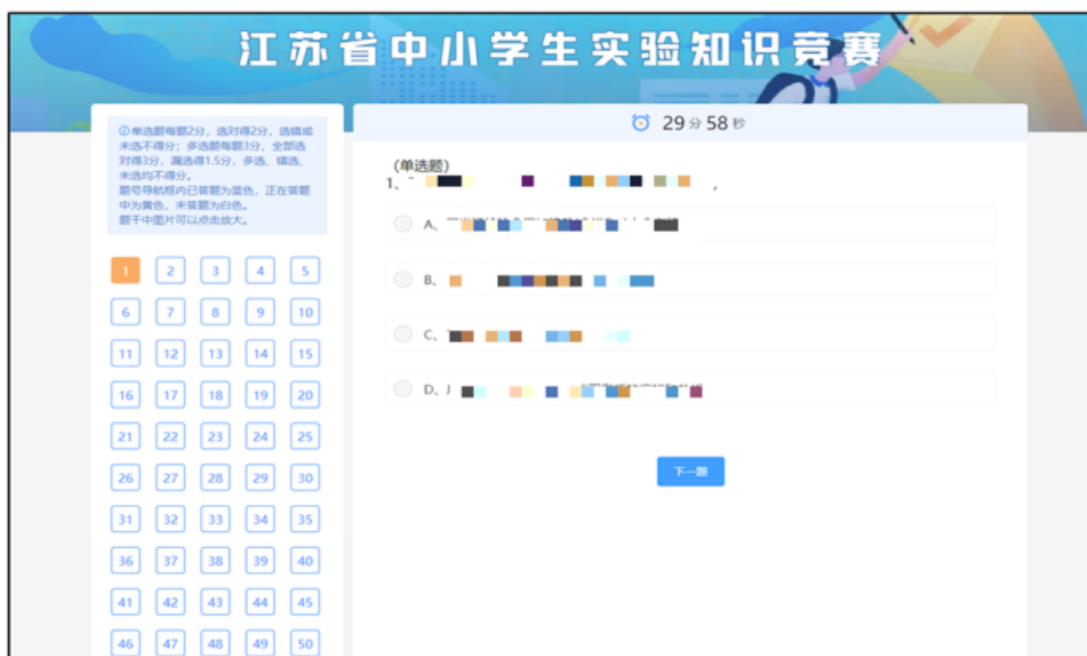 江苏省中小学生实验知识竞赛
单选题每题2分，选对得2分，选错或
未选不得分；多选题每题3分，全部选
对得3分，漏选得1.5分，多选、错选、
未选均不得分。
题号导航框内已答题为蓝色，正在答题
中为黄色，未答题为白色。
题干中图片可以点击放大。
1 2 3 4 5
6 7 8 9 10
11 12 13 14 15
16 17 18 19 20
21 22 23 24 25
26 27 28 29 30
31 32 33 34 35
36 37 38 39 40
41 42 43 44 45
46 47 48 49 50
29 分 58 秒
(单选题)
1、
A、
B、
C、
D、
下一题